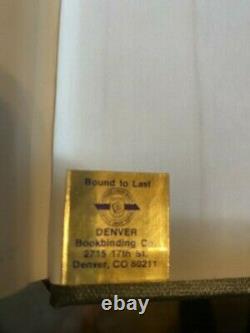 Bound to Last
DENVER
Bookbinding Co.
2715 17th St.
Denver, CO 80211